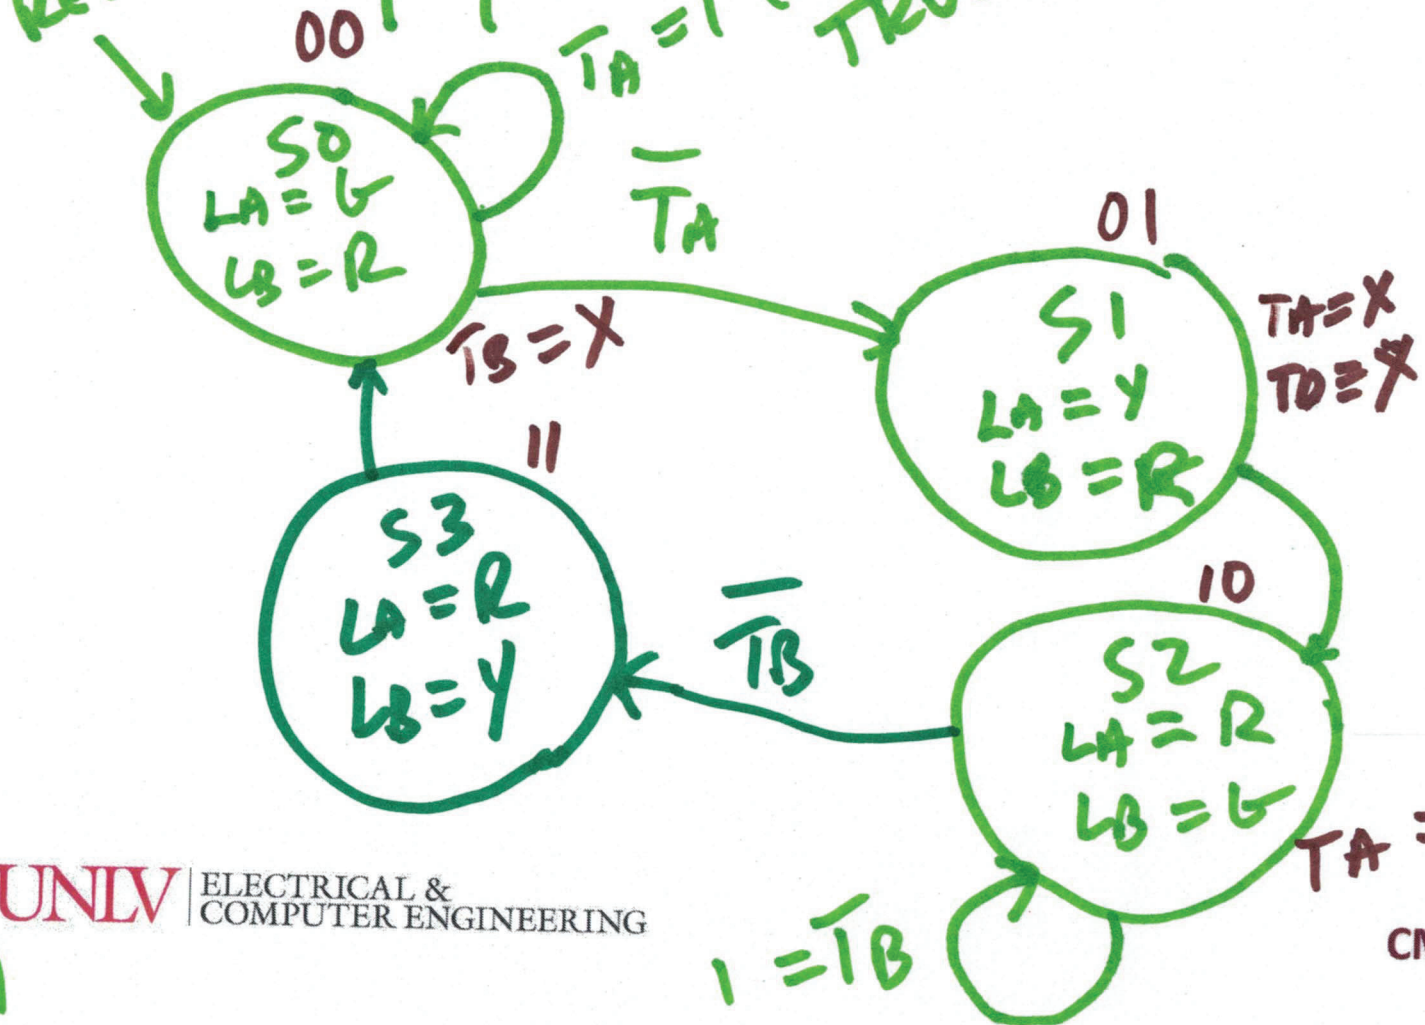 00
TA = 1
S0
LA = G
LB = R
T̅A̅
TB = X
01
S1
LA = Y
LB = R
TA = X
TB = X
11
S3
LA = R
LB = Y
T̅B̅
10
S2
LA = R
LB = G
TA =
1 = TB
UNLV
ELECTRICAL &
COMPUTER ENGINEERING